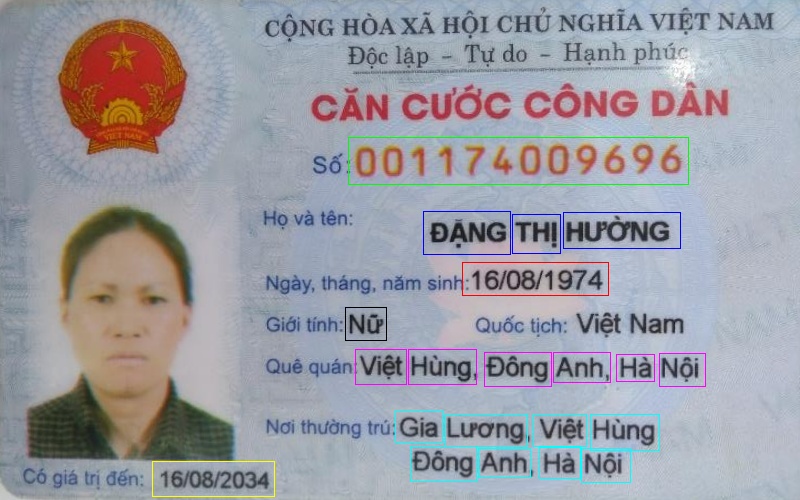 CỘNG HÒA XÃ HỘI CHỦ NGHĨA VIỆT NAM
Độc lập - Tự do - Hạnh phúc
CĂN CƯỚC CÔNG DÂN
Số: 001174009696
Họ và tên: ĐẶNG THỊ HƯỜNG
Ngày, tháng, năm sinh: 16/08/1974
Giới tính: Nữ Quốc tịch: Việt Nam
Quê quán: Việt Hùng, Đông Anh, Hà Nội
Nơi thường trú: Gia Lương, Việt Hùng
Đông Anh, Hà Nội
Có giá trị đến: 16/08/2034